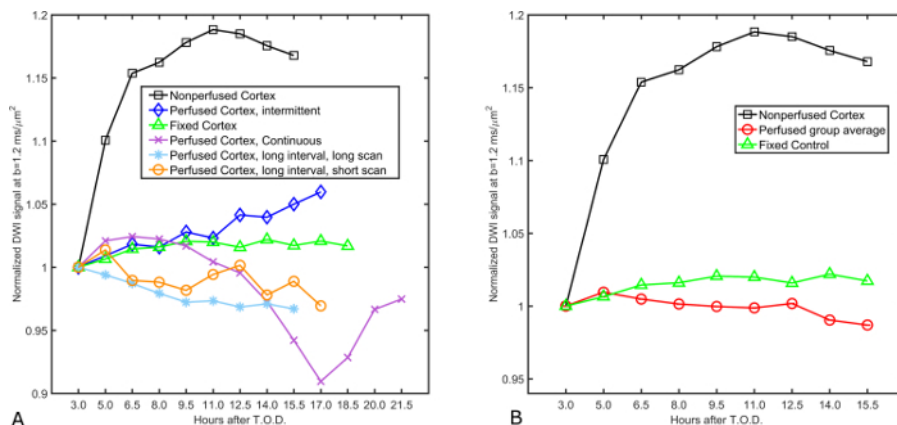 1.2
1.15
1.1
1.05
1
0.95
0.9
Normalized DWI signal at b=1.2 ms/μm²
Nonperfused Cortex
Perfused Cortex, intermittent
Fixed Cortex
Perfused Cortex, Continuous
Perfused Cortex, long interval, long scan
Perfused Cortex, long interval, short scan
3.0 5.0 6.5 8.0 9.5 11.0 12.5 14.0 15.5 17.0 18.5 20.0 21.5
Hours after T.O.D.
A
1.2
1.15
1.1
1.05
1
0.95
Normalized DWI signal at b=1.2 ms/μm²
Nonperfused Cortex
Perfused group average
Fixed Control
3.0 5.0 6.5 8.0 9.5 11.0 12.5 14.0 15.5
Hours after T.O.D.
B